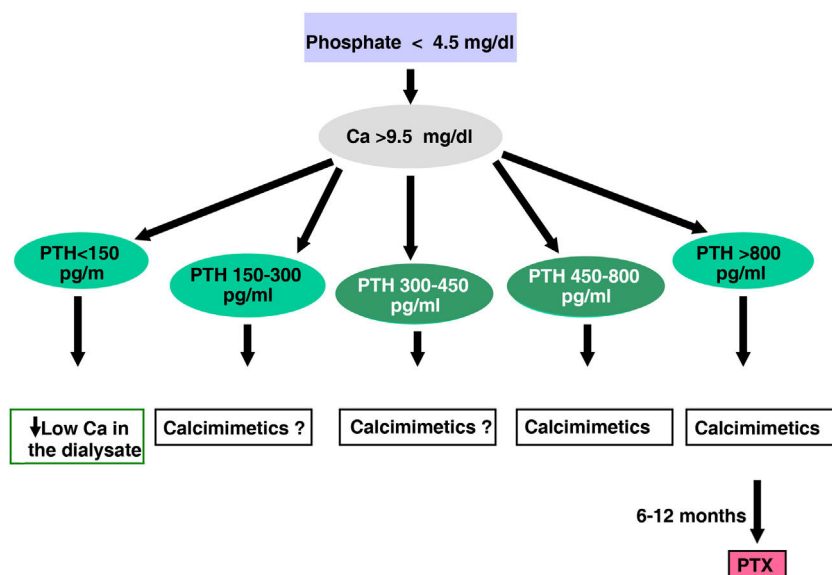 Phosphate < 4.5 mg/dl
Ca >9.5 mg/dl
PTH<150
pg/m
PTH 150-300
pg/ml
PTH 300-450
pg/ml
PTH 450-800
pg/ml
PTH >800
pg/ml
Low Ca in
the dialysate
Calcimimetics ?
Calcimimetics ?
Calcimimetics
Calcimimetics
6-12 months
PTX